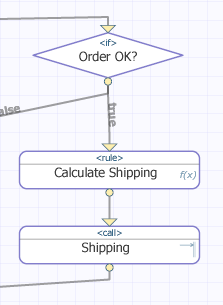 <if>
Order OK?
alse
true
<rule>
Calculate Shipping
f(x)
<call>
Shipping